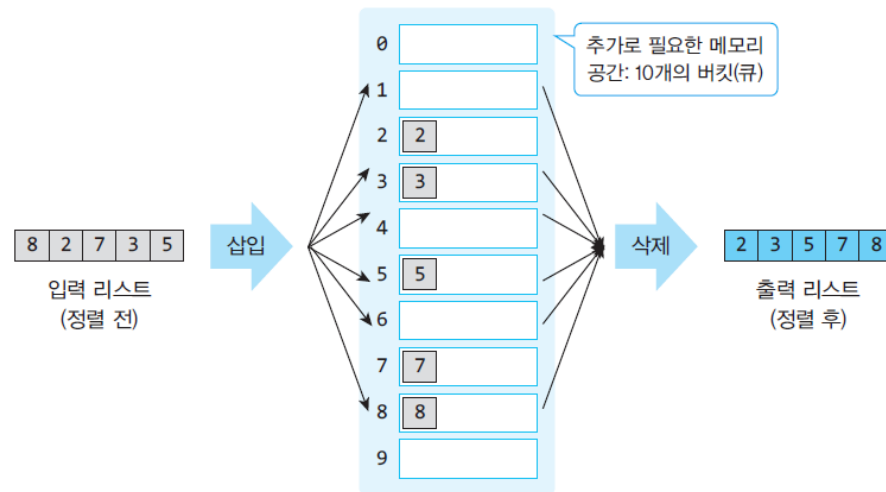 추가로 필요한 메모리
공간: 10개의 버킷(큐)
0
1
2 2
3 3
4
5 5
6
7 7
8 8
9
8 2 7 3 5
입력 리스트
(정렬 전)
삽입
삭제
2 3 5 7 8
출력 리스트
(정렬 후)